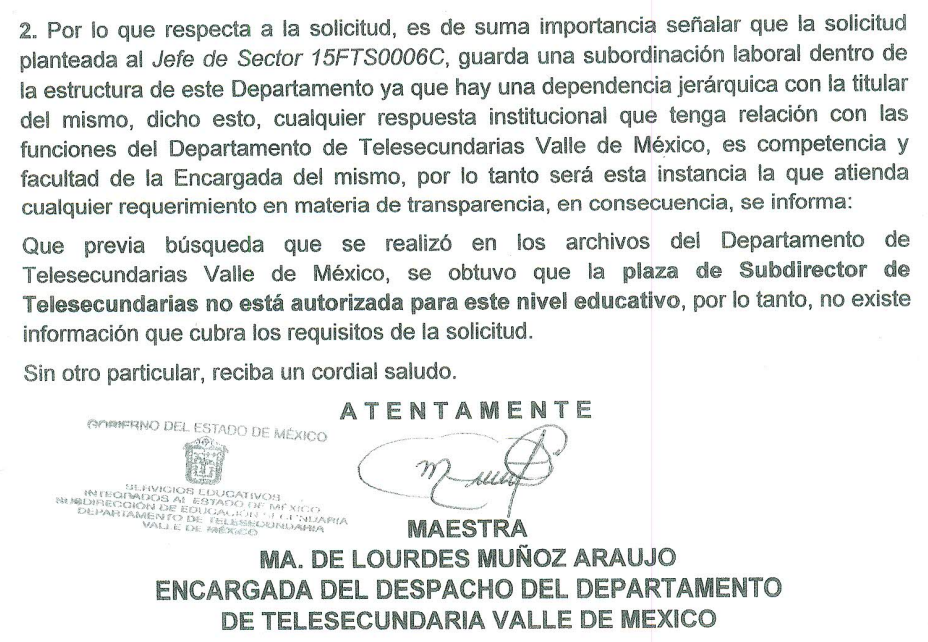 2. Por lo que respecta a la solicitud, es de suma importancia señalar que la solicitud
planteada al Jefe de Sector 15FTS0006C, guarda una subordinación laboral dentro de
la estructura de este Departamento ya que hay una dependencia jerárquica con la titular
del mismo, dicho esto, cualquier respuesta institucional que tenga relación con las
funciones del Departamento de Telesecundarias Valle de México, es competencia y
facultad de la Encargada del mismo, por lo tanto será esta instancia la que atienda
cualquier requerimiento en materia de transparencia, en consecuencia, se informa:
Que previa búsqueda que se realizó en los archivos del Departamento de
Telesecundarias Valle de México, se obtuvo que la plaza de Subdirector de
Telesecundarias no está autorizada para este nivel educativo, por lo tanto, no existe
información que cubra los requisitos de la solicitud.
Sin otro particular, reciba un cordial saludo.
ATENTAMENTE
GOBIERNO DEL ESTADO DE MÉXICO
SERVICIOS EDUCATIVOS
INTEGRADOS AL ESTADO DE MÉXICO
SUBDIRECCIÓN DE EDUCACIÓN SECUNDARIA
DEPARTAMENTO DE TELESECUNDARIA
VALLE DE MÉXICO
MAESTRA
MA. DE LOURDES MUÑOZ ARAUJO
ENCARGADA DEL DESPACHO DEL DEPARTAMENTO
DE TELESECUNDARIA VALLE DE MEXICO